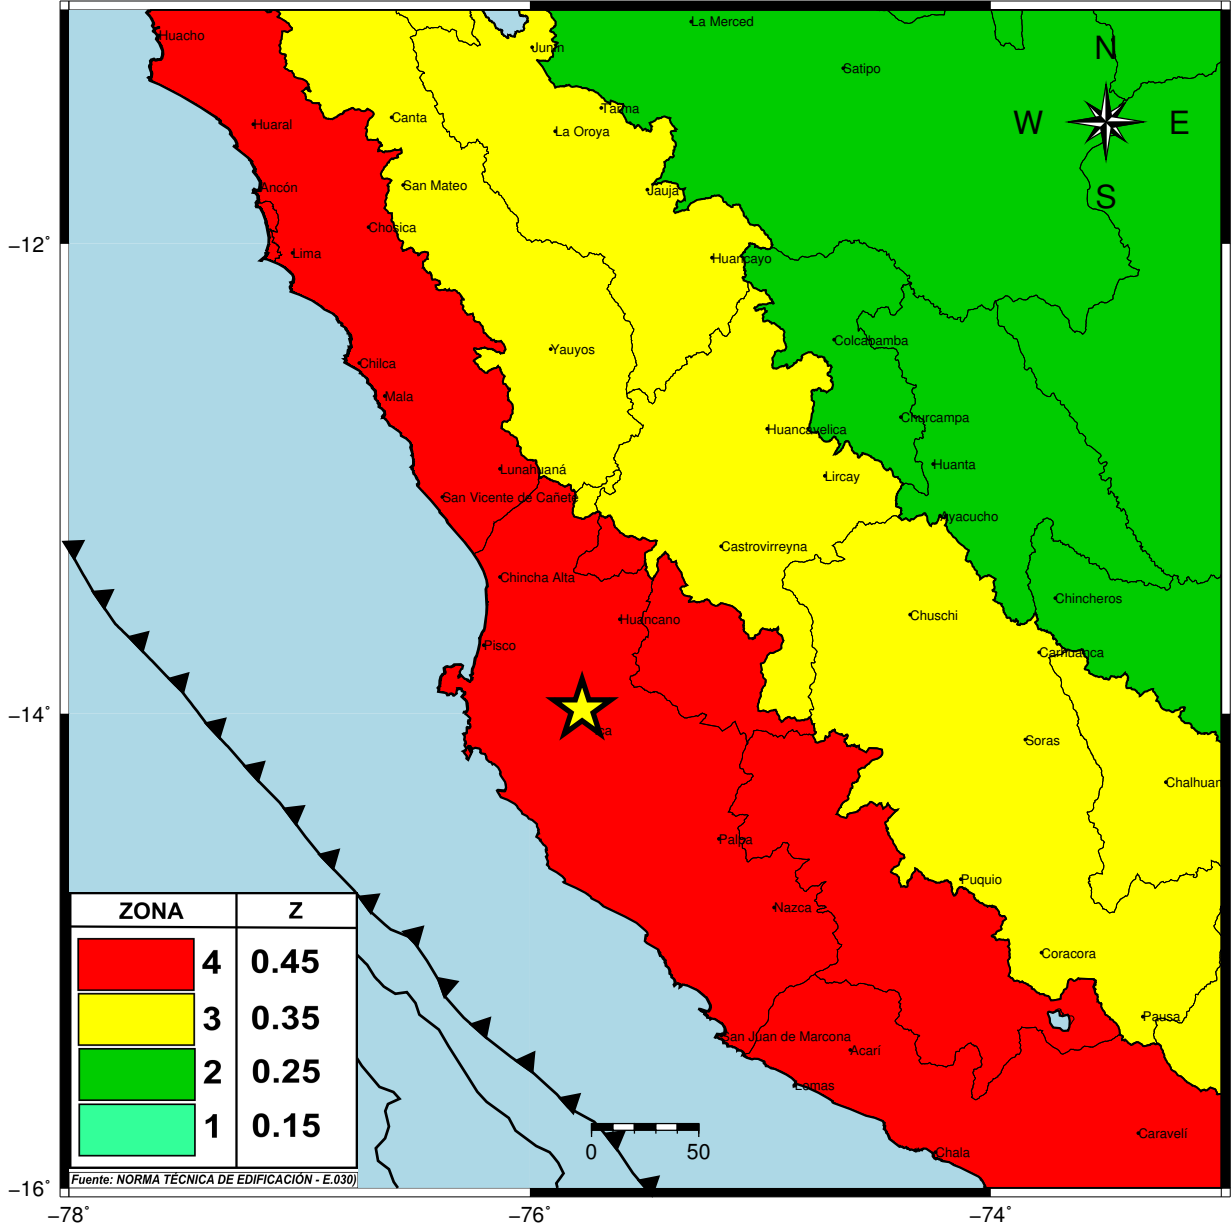 La Merced
Huacho
N
Junín
Satipo
Tarma
Canta
W
E
Huaral
La Oroya
San Mateo
Ancón
Jauja
S
Chosica
−12˚
Lima
Huancayo
Colcabamba
Yauyos
Chilca
Mala
Churcampa
Huancavelica
Huanta
Lunahuaná
Lircay
San Vicente de Cañete
Ayacucho
Castrovirreyna
Chincha Alta
Chincheros
Chuschi
Huancano
Pisco
Carhuanca
−14˚
Soras
Chalhuan
Palpa
Puquio
Nazca
ZONA Z
4 0.45
3 0.35
2 0.25
1 0.15
Fuente: NORMA TÉCNICA DE EDIFICACIÓN - E.030)
Coracora
Pausa
San Juan de Marcona
Acarí
Lomas
Caravelí
0 50
Chala
−16˚
−78˚ −76˚ −74˚